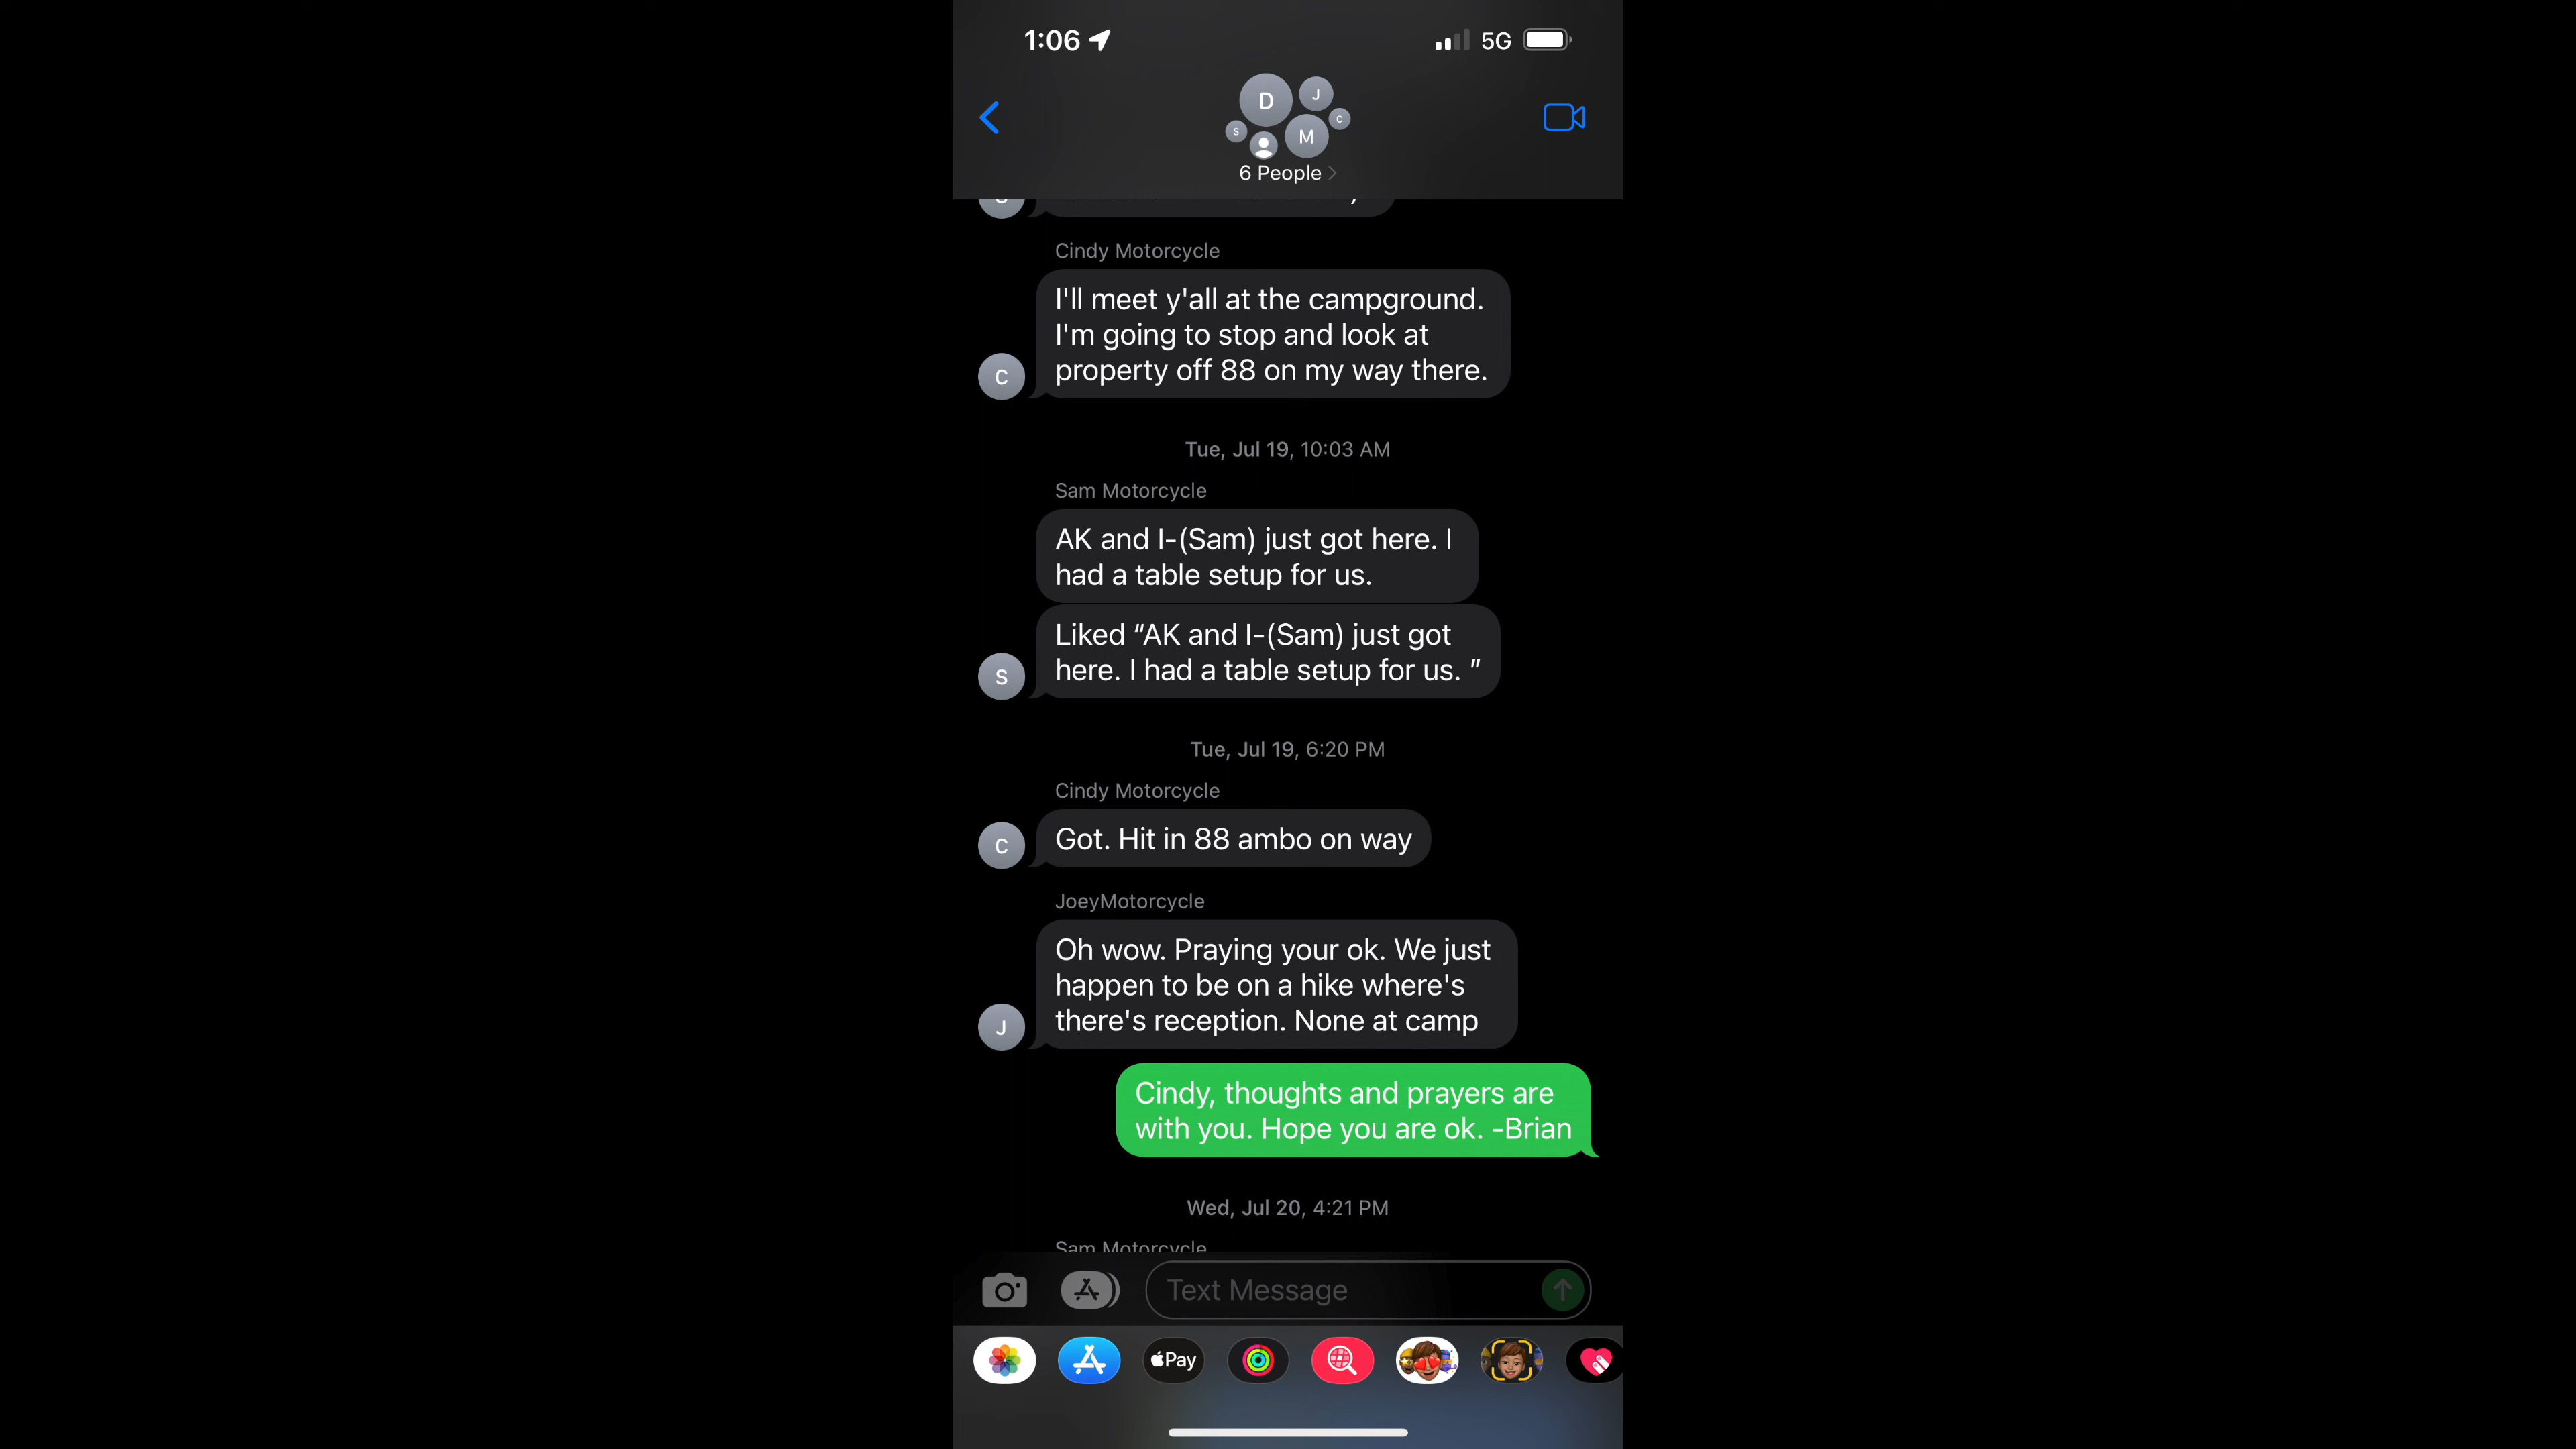 1:06
5G
D
J
C
S
M
6 People
Cindy Motorcycle
I'll meet y'all at the campground.
I'm going to stop and look at
property off 88 on my way there.
C
Tue, Jul 19, 10:03 AM
Sam Motorcycle
AK and I-(Sam) just got here. I
had a table setup for us.
Liked “AK and I-(Sam) just got
here. I had a table setup for us. ”
S
Tue, Jul 19, 6:20 PM
Cindy Motorcycle
Got. Hit in 88 ambo on way
C
JoeyMotorcycle
Oh wow. Praying your ok. We just
happen to be on a hike where's
there's reception. None at camp
J
Cindy, thoughts and prayers are
with you. Hope you are ok. -Brian
Wed, Jul 20, 4:21 PM
Sam Motorcycle
Text Message
Pay